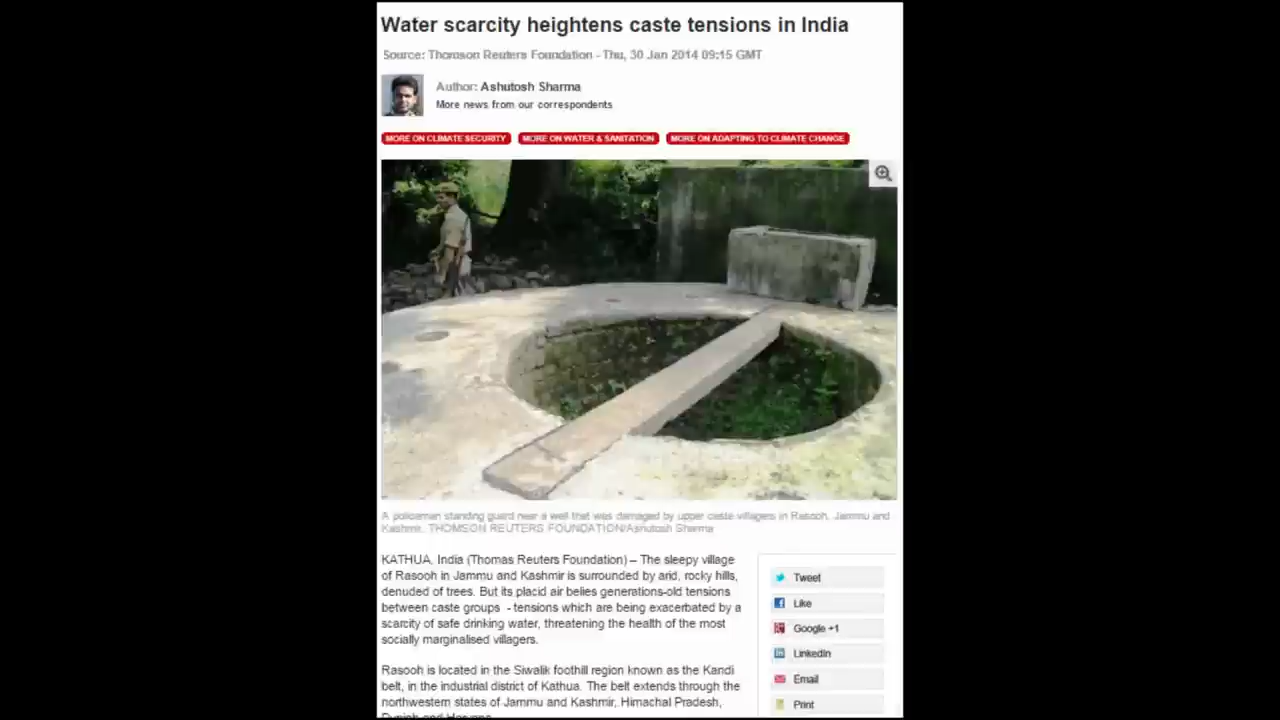 Water scarcity heightens caste tensions in India
Source: Thomson Reuters Foundation - Thu, 30 Jan 2014 09:15 GMT
Author: Ashutosh Sharma
More news from our correspondents
MORE ON CLIMATE SECURITY MORE ON WATER & SANITATION MORE ON ADAPTING TO CLIMATE CHANGE
A policeman standing guard near a well that was damaged by upper caste villagers in Rasooh, Jammu and
Kashmir. THOMSON REUTERS FOUNDATION/Ashutosh Sharma
KATHUA, India (Thomas Reuters Foundation) – The sleepy village
of Rasooh in Jammu and Kashmir is surrounded by arid, rocky hills,
denuded of trees. But its placid air belies generations-old tensions
between caste groups - tensions which are being exacerbated by a
scarcity of safe drinking water, threatening the health of the most
socially marginalised villagers.
Rasooh is located in the Siwalik foothill region known as the Kandi
belt, in the industrial district of Kathua. The belt extends through the
northwestern states of Jammu and Kashmir, Himachal Pradesh,
Punjab and Haryana.
Tweet
Like
Google +1
LinkedIn
Email
Print